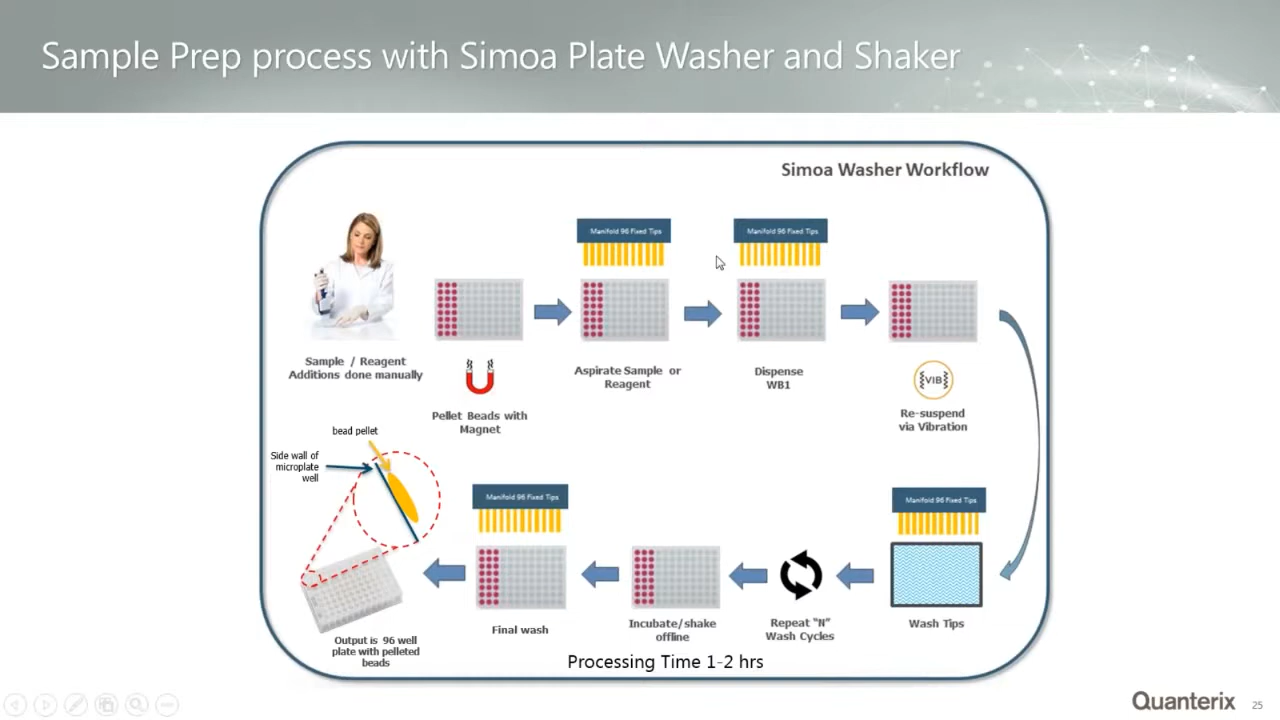 Sample Prep process with Simoa Plate Washer and Shaker
Simoa Washer Workflow
Manifold 96 Fixed Tips
Manifold 96 Fixed Tips
Sample / Reagent
Additions done manually
Pellet Beads with
Magnet
Aspirate Sample or
Reagent
Dispense
WB1
VIB
Re-suspend
via Vibration
bead pellet
Side wall of
microplate
well
Manifold 96 Fixed Tips
Manifold 96 Fixed Tips
Output is 96 well
plate with pelleted
beads
Final wash
Incubate/shake
offline
Repeat "N"
Wash Cycles
Wash Tips
Processing Time 1-2 hrs
Quanterix
25